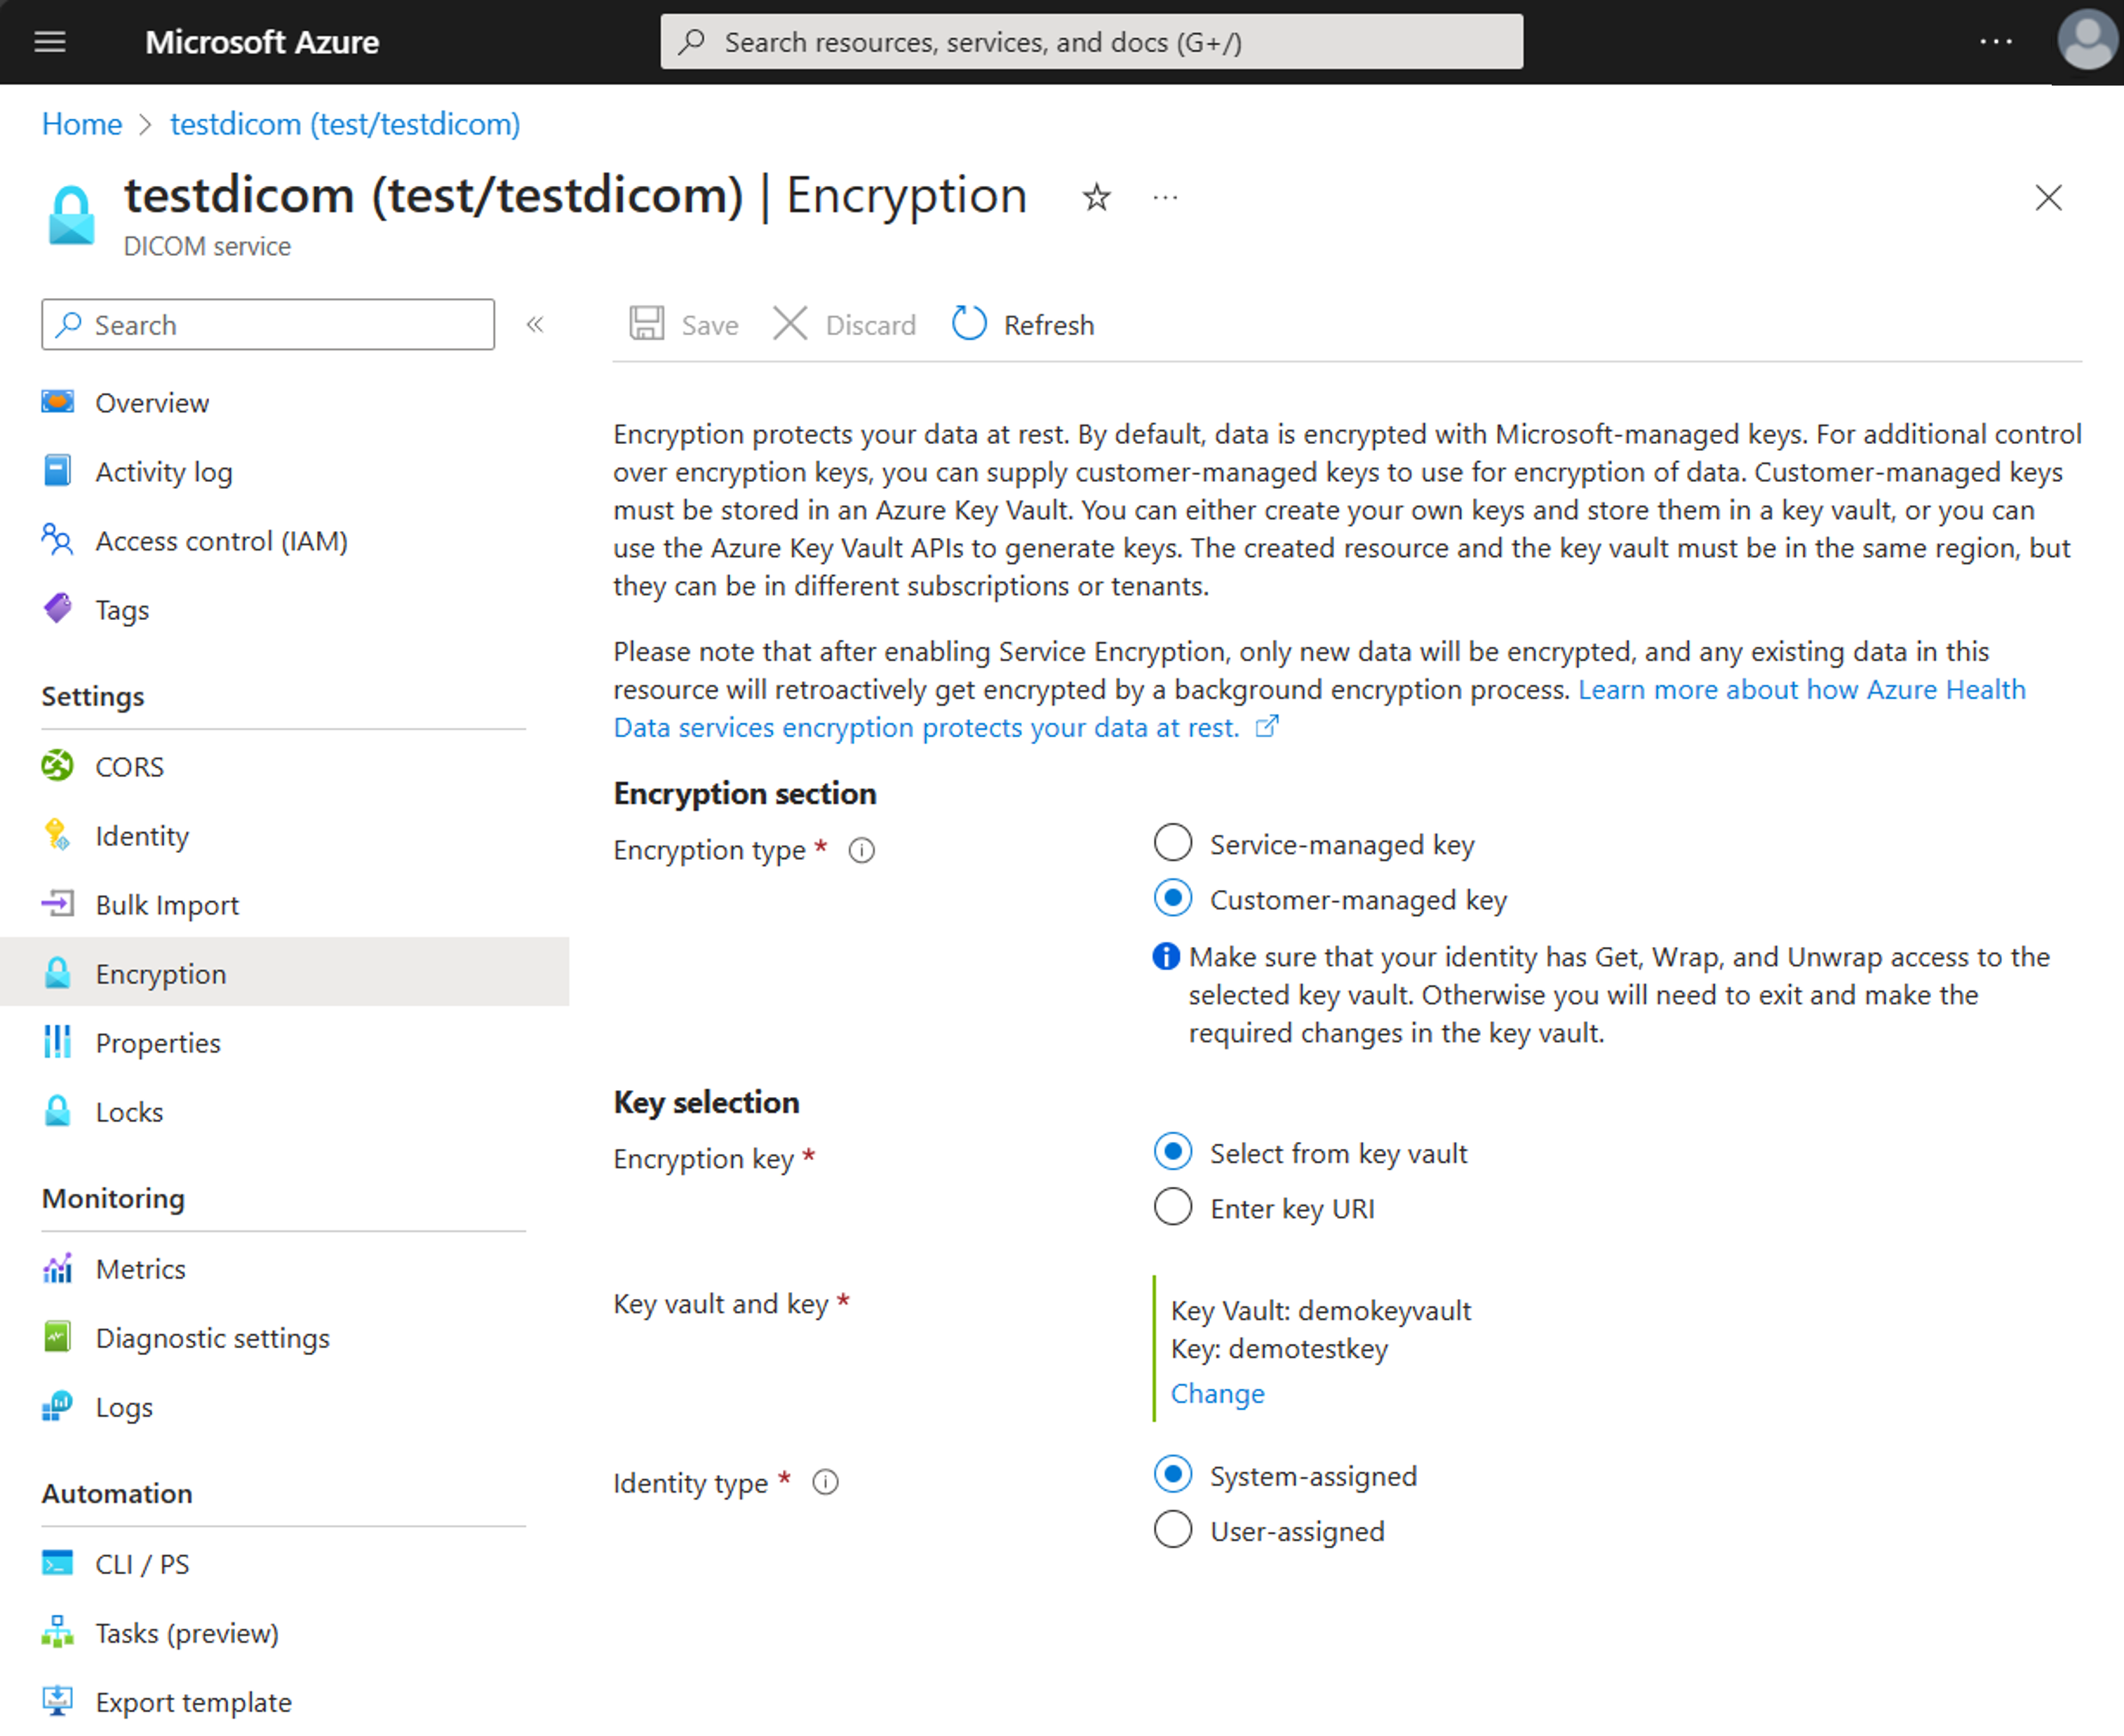 Microsoft Azure
Search resources, services, and docs (G+/)
Home > testdicom (test/testdicom)
testdicom (test/testdicom) | Encryption
DICOM service
Search
Save
Discard
Refresh
Overview
Activity log
Access control (IAM)
Tags
Settings
CORS
Identity
Bulk Import
Encryption
Properties
Locks
Monitoring
Metrics
Diagnostic settings
Logs
Automation
CLI / PS
Tasks (preview)
Export template
Encryption protects your data at rest. By default, data is encrypted with Microsoft-managed keys. For additional control
over encryption keys, you can supply customer-managed keys to use for encryption of data. Customer-managed keys
must be stored in an Azure Key Vault. You can either create your own keys and store them in a key vault, or you can
use the Azure Key Vault APIs to generate keys. The created resource and the key vault must be in the same region, but
they can be in different subscriptions or tenants.
Please note that after enabling Service Encryption, only new data will be encrypted, and any existing data in this
resource will retroactively get encrypted by a background encryption process. Learn more about how Azure Health
Data services encryption protects your data at rest.
Encryption section
Encryption type *
Service-managed key
Customer-managed key
Make sure that your identity has Get, Wrap, and Unwrap access to the
selected key vault. Otherwise you will need to exit and make the
required changes in the key vault.
Key selection
Encryption key *
Select from key vault
Enter key URI
Key vault and key *
Key Vault: demokeyvault
Key: demotestkey
Change
Identity type *
System-assigned
User-assigned